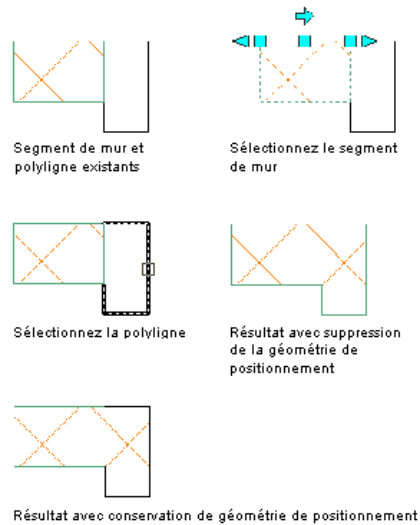 Segment de mur et
polyligne existants
Sélectionnez le segment
de mur
Sélectionnez la polyligne
Résultat avec suppression
de la géométrie de
positionnement
Résultat avec conservation de géométrie de positionnement